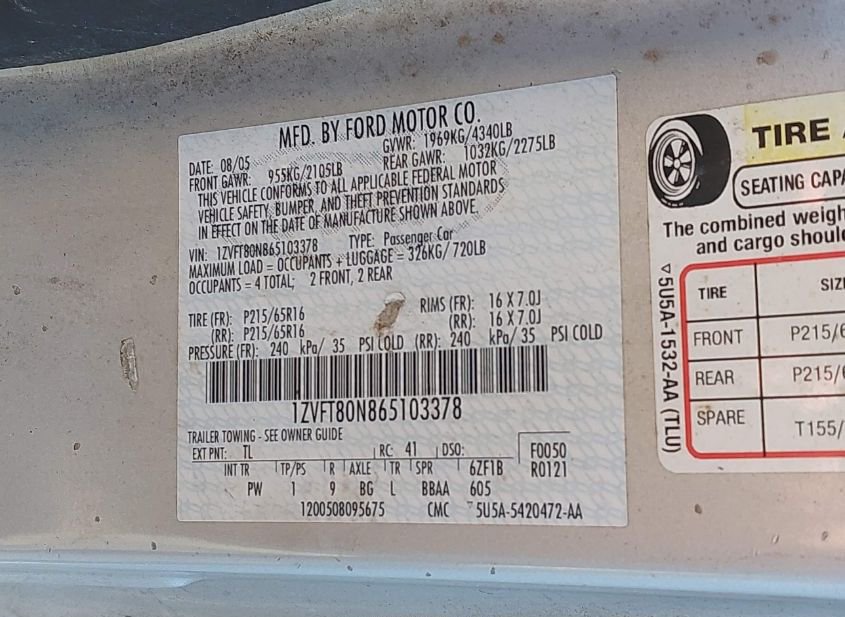 MFD. BY FORD MOTOR CO.
DATE: 08/05 GVWR: 1969KG/4340LB
FRONT GAWR: 955KG/2105LB REAR GAWR: 1032KG/2275LB
THIS VEHICLE CONFORMS TO ALL APPLICABLE FEDERAL MOTOR
VEHICLE SAFETY, BUMPER, AND THEFT PREVENTION STANDARDS
IN EFFECT ON THE DATE OF MANUFACTURE SHOWN ABOVE.
VIN: 1ZVFT80N865103378 TYPE: Passenger Car
MAXIMUM LOAD = OCCUPANTS + LUGGAGE = 326KG/ 720LB
OCCUPANTS = 4 TOTAL; 2 FRONT, 2 REAR
TIRE (FR): P215/65R16 RIMS (FR): 16 X 7.0J
(RR): P215/65R16 (RR): 16 X 7.0J
PRESSURE (FR): 240 kPa/ 35 PSI COLD (RR): 240 kPa/ 35 PSI COLD
1ZVFT80N865103378
TRAILER TOWING - SEE OWNER GUIDE
EXT PNT: TL RC: 41 DSO: F0050
R0121
INT TR TP/PS R AXLE TR SPR 6ZF1B
PW 1 9 BG L BBAA 605
1200508095675 CMC ▽5U5A-5420472-AA
TIRE
SEATING CAPA
The combined weigh
and cargo shoul
▽5U5A-1532-AA (TLU)
TIRE SIZ
FRONT P215/6
REAR P215/6
SPARE T155/